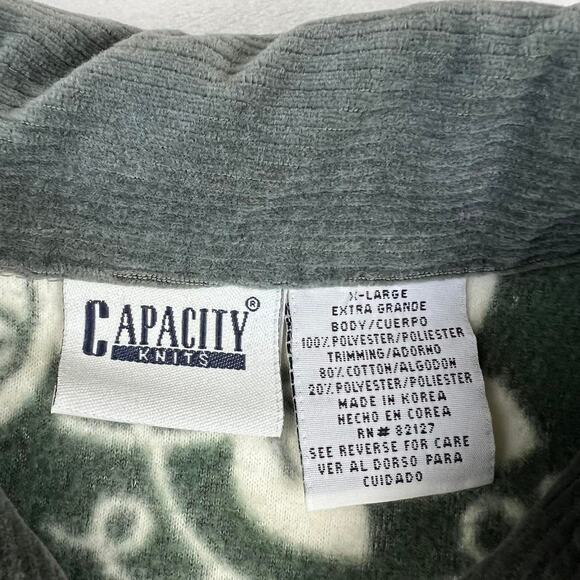 CAPACITY®
KNITS
X-LARGE
EXTRA GRANDE
BODY/CUERPO
100% POLYESTER/POLIESTER
TRIMMING/ADORNO
80% COTTON/ALGODON
20% POLYESTER/POLIESTER
MADE IN KOREA
HECHO EN COREA
RN# 82127
SEE REVERSE FOR CARE
VER AL DORSO PARA
CUIDADO